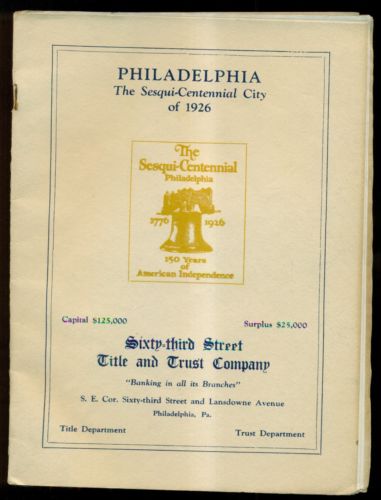 PHILADELPHIA
The Sesqui-Centennial City
of 1926
The
Sesqui-Centennial
Philadelphia
1776 1926
150 Years
of
American Independence
Capital $125,000 Surplus $25,000
Sixty-third Street
Title and Trust Company
"Banking in all its Branches"
S. E. Cor. Sixty-third Street and Lansdowne Avenue
Philadelphia, Pa.
Title Department Trust Department